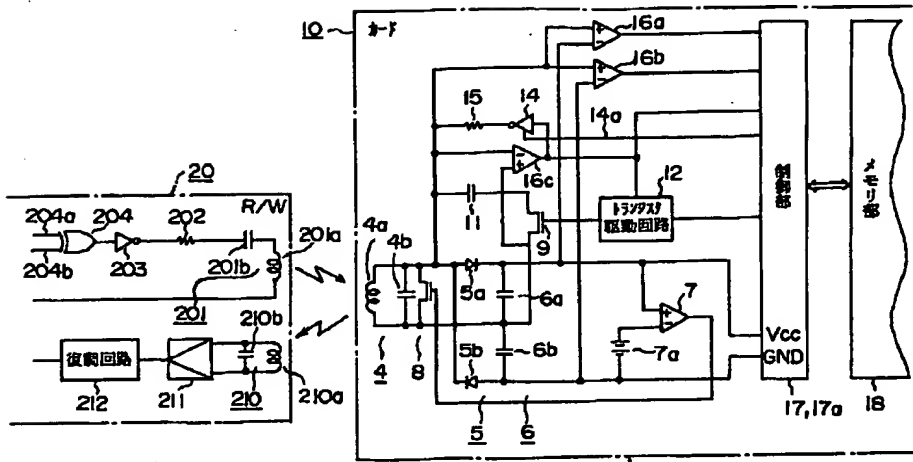 10
カード
16a
16b
15
14
14a
16c
12
トランタスタ
駆動回路
11
9
制御部
メモリ部
20
R/W
204a
204
202
203
204b
201b
201a
201
4a
4b
5a
6a
7
7a
5b
6b
4
8
5
6
Vcc
GND
17,17a
18
210b
復動回路
212
211
210
210a